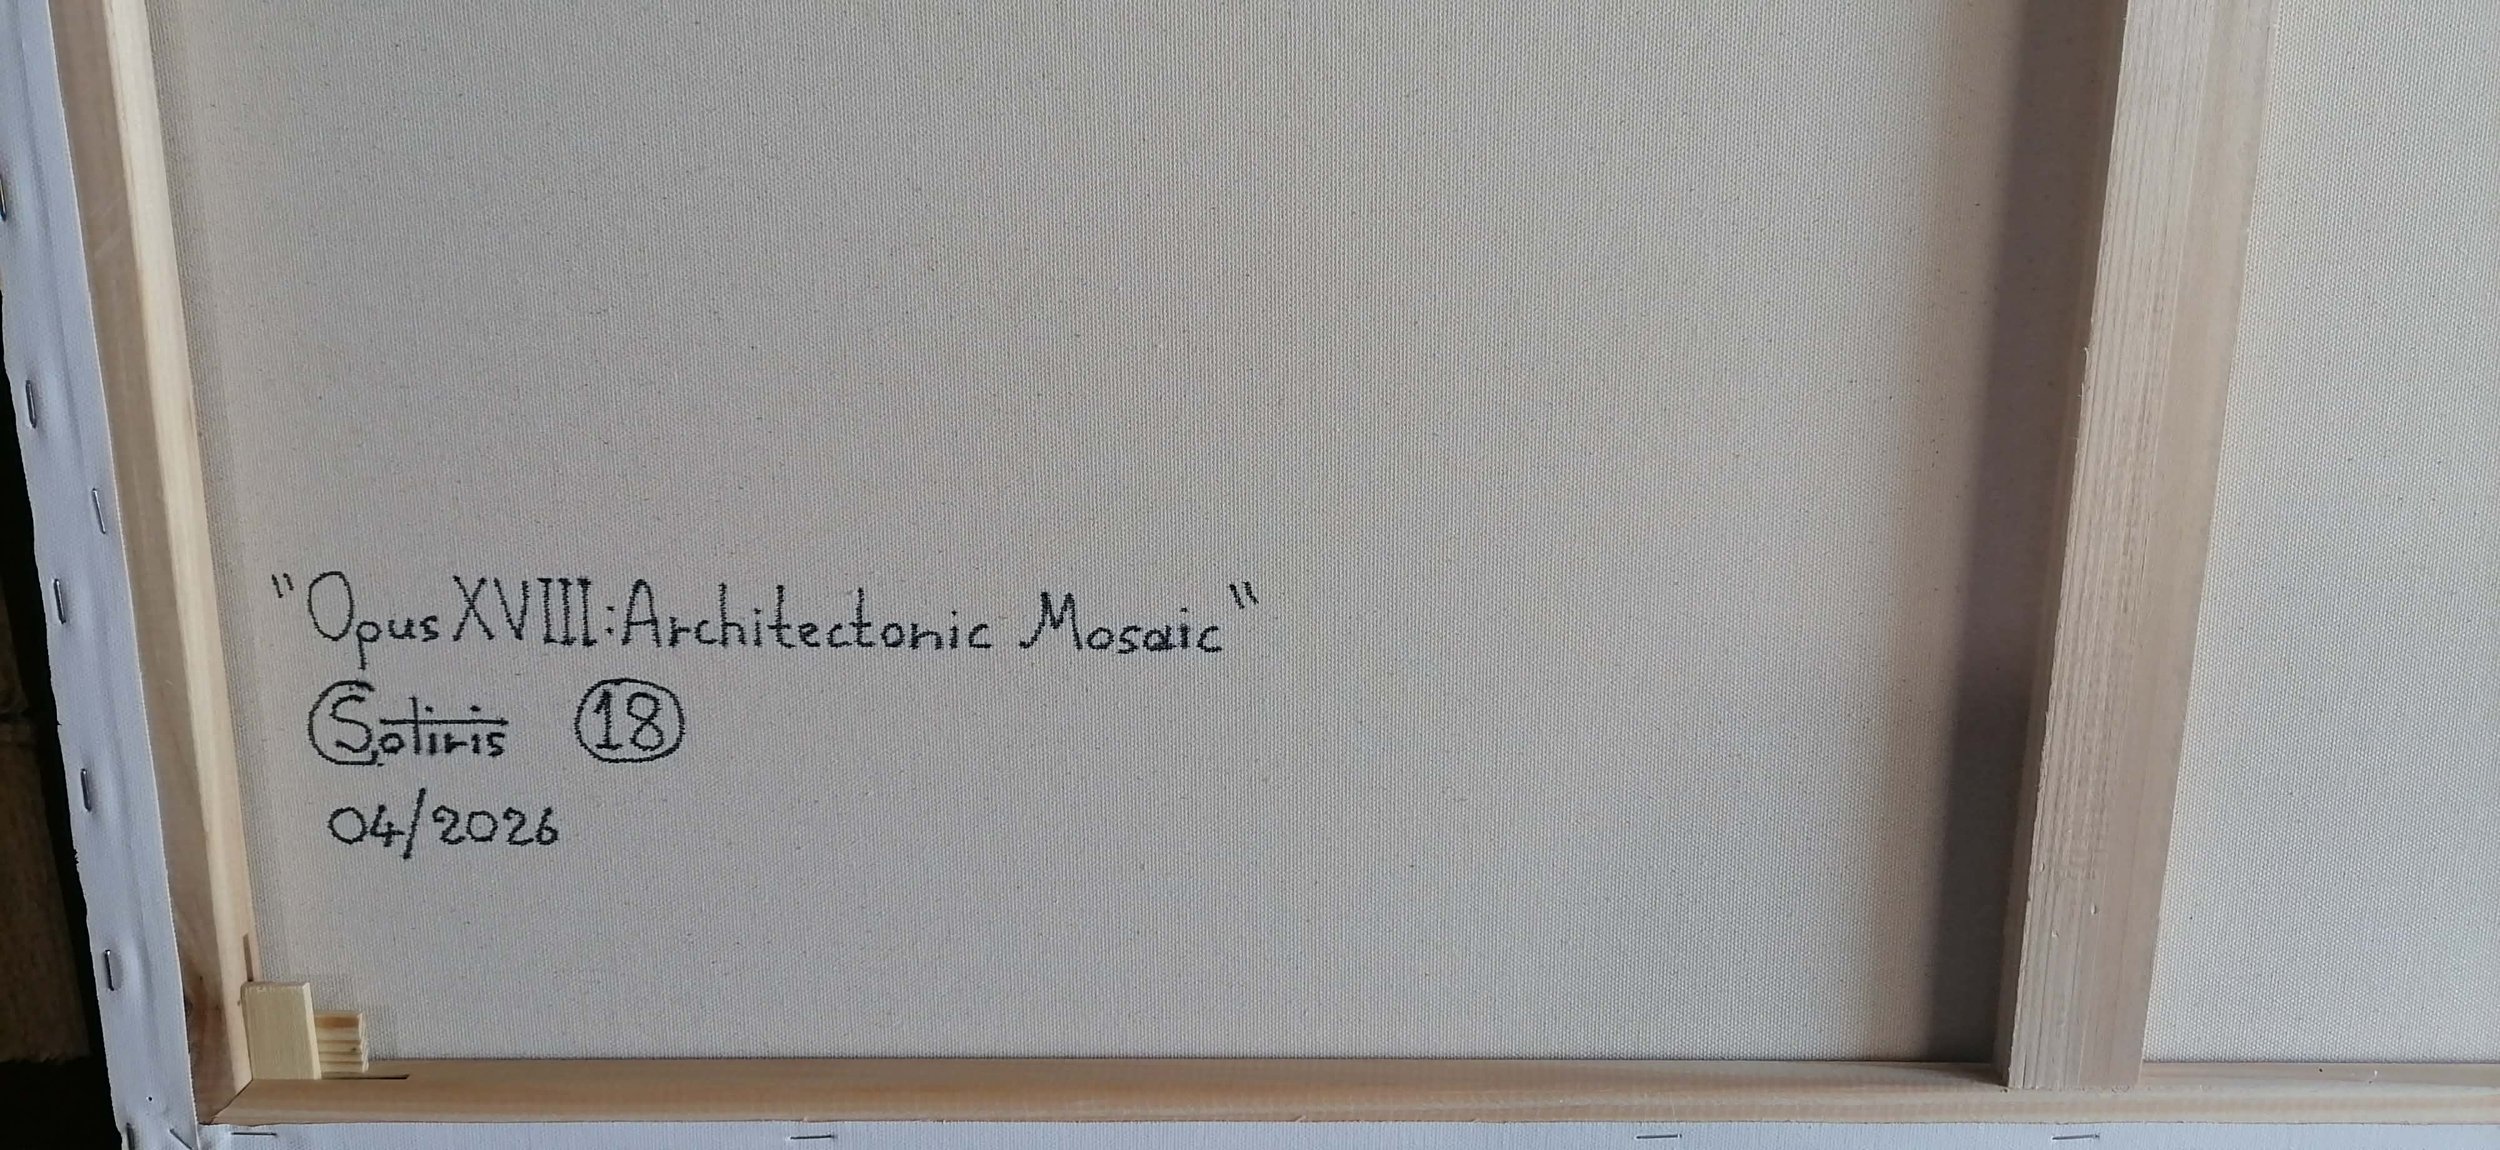 "Opus XVIII: Architectonic Mosaic"
Sotiris 18
04/2026